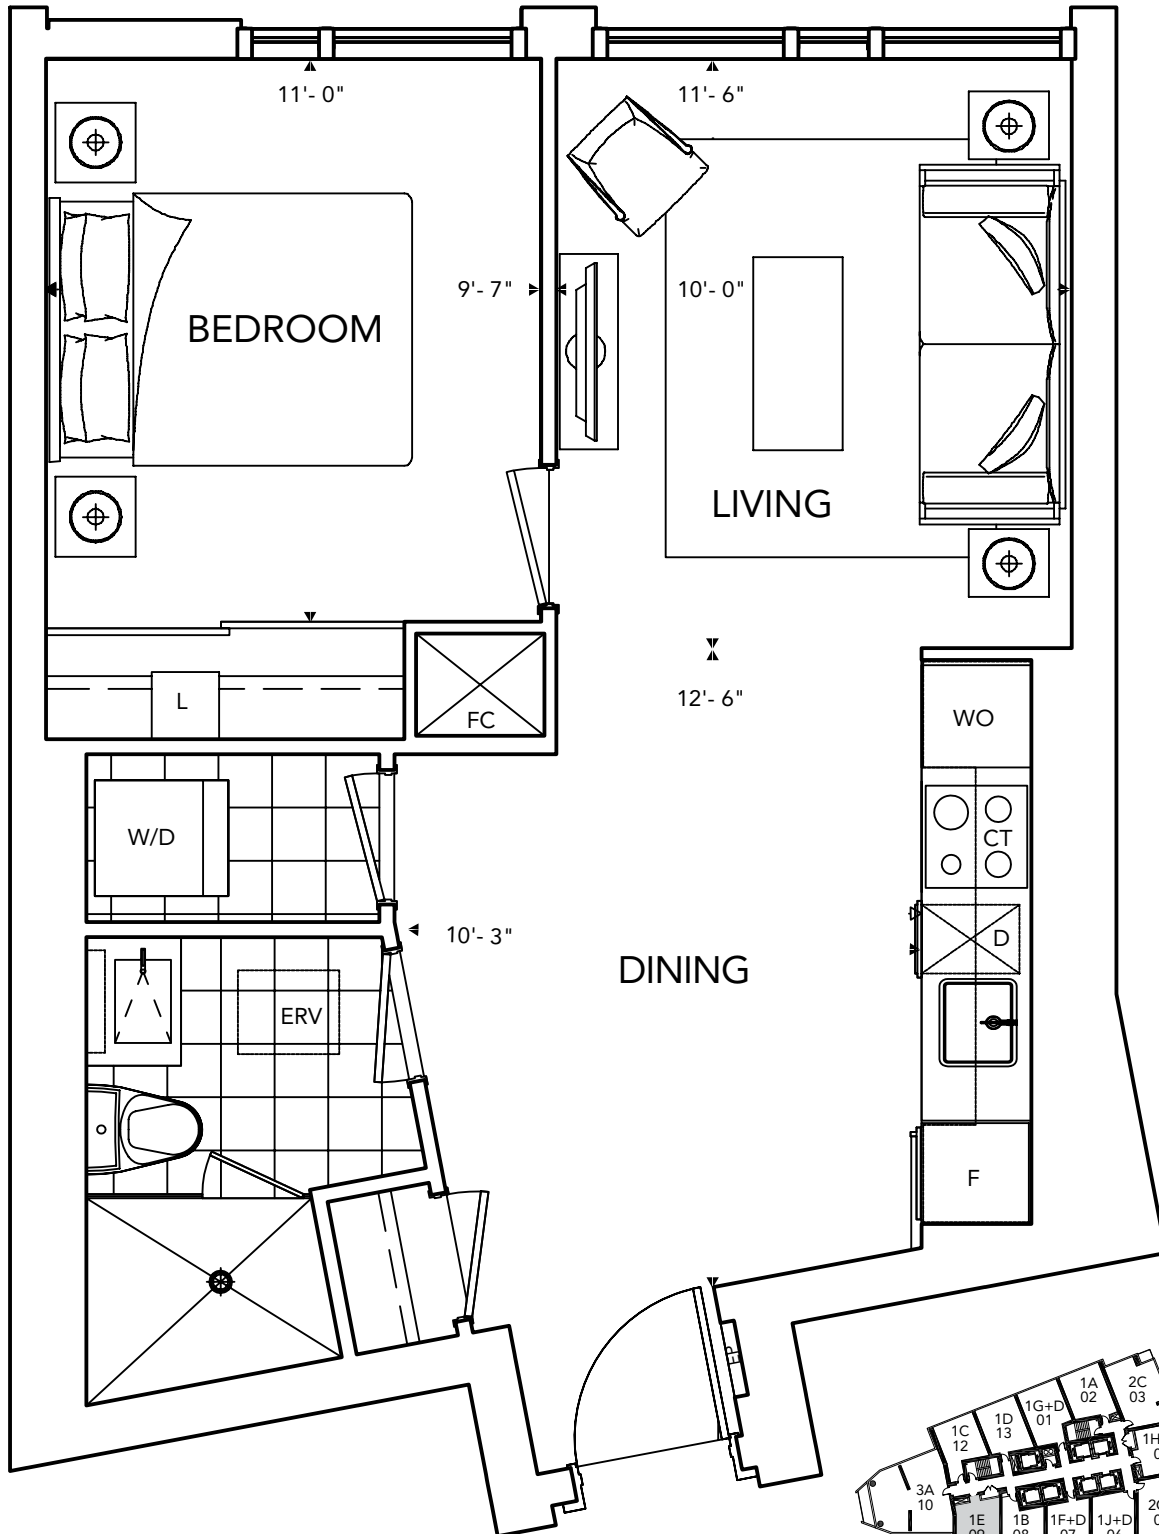 11'- 0"
11'- 6"
9'- 7"
10'- 0"
BEDROOM
LIVING
L
FC
12'- 6"
WO
W/D
CT
10'- 3"
D
DINING
ERV
F
1A
02
2C
03
1G+D
01
1D
13
1C
12
3A
10
1E
1B
1F+D
1J+D